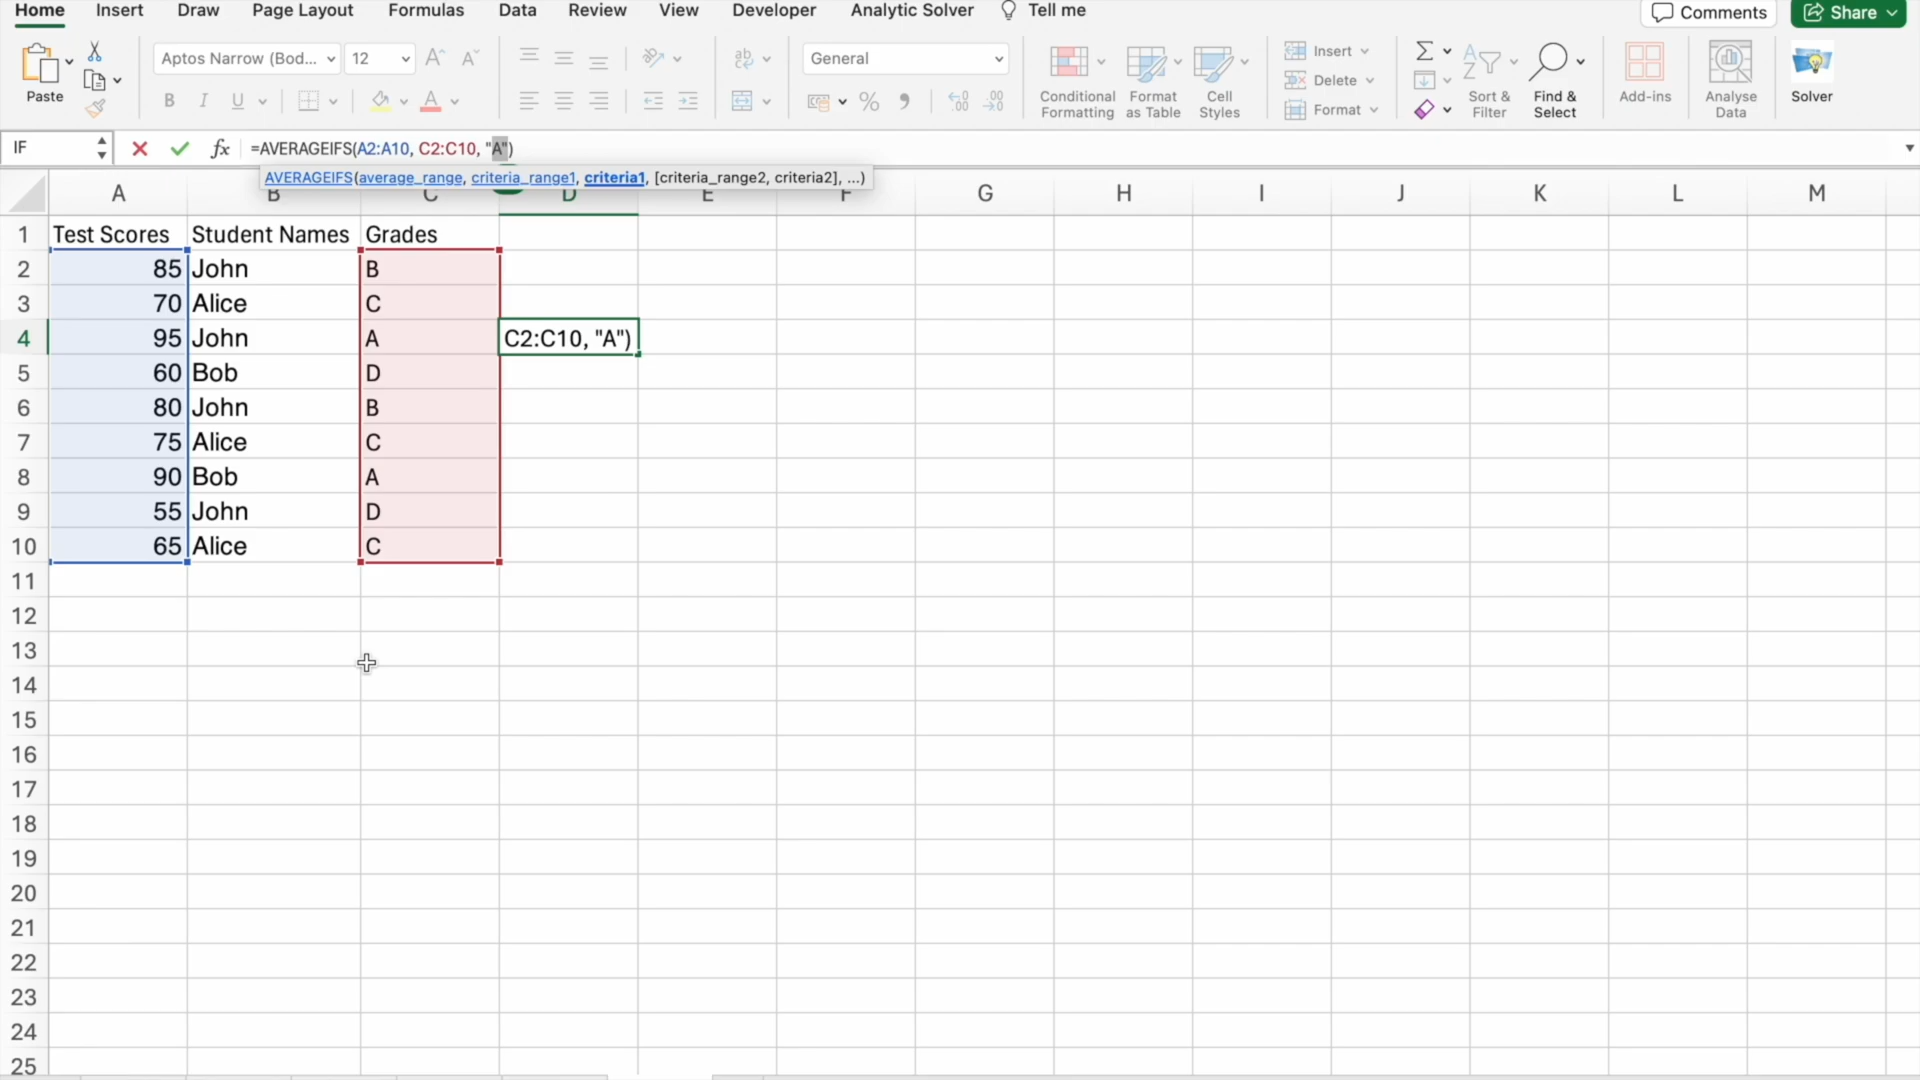 Home Insert Draw Page Layout Formulas Data Review View Developer Analytic Solver Tell me Comments Share
Paste Aptos Narrow (Bod... 12 A A B I U A ab General % Conditional Formatting Format as Table Cell Styles Insert Delete Format Sort & Filter Find & Select Add-ins Analyse Data Solver
IF fx =AVERAGEIFS(A2:A10, C2:C10, "A")
AVERAGEIFS(average_range, criteria_range1, criteria1, [criteria_range2, criteria2], ...)
A B C D E F G H I J K L M
1 Test Scores Student Names Grades
2 85 John B
3 70 Alice C
4 95 John A C2:C10, "A")
5 60 Bob D
6 80 John B
7 75 Alice C
8 90 Bob A
9 55 John D
10 65 Alice C
11
12
13
14
15
16
17
18
19
20
21
22
23
24
25